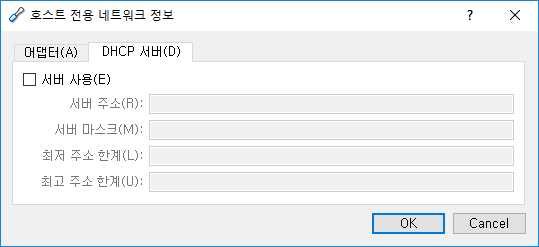 호스트 전용 네트워크 정보
어댑터(A) DHCP 서버(D)
서버 사용(E)
서버 주소(R):
서버 마스크(M):
최저 주소 한계(L):
최고 주소 한계(U):
OK Cancel